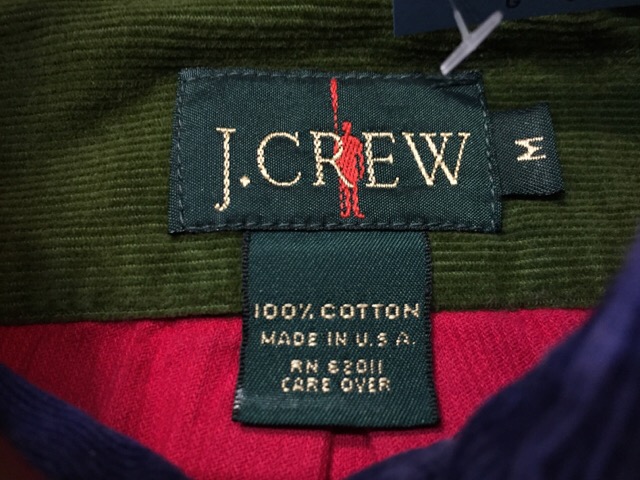 J.CREW
M
100% COTTON
MADE IN U.S.A.
RN 62011
CARE OVER